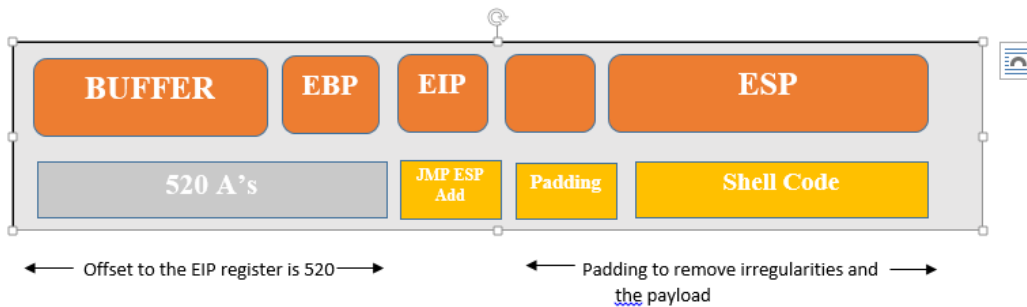 BUFFER
EBP
EIP
ESP
520 A's
JMP ESP
Add
Padding
Shell Code
Offset to the EIP register is 520
Padding to remove irregularities and
the payload